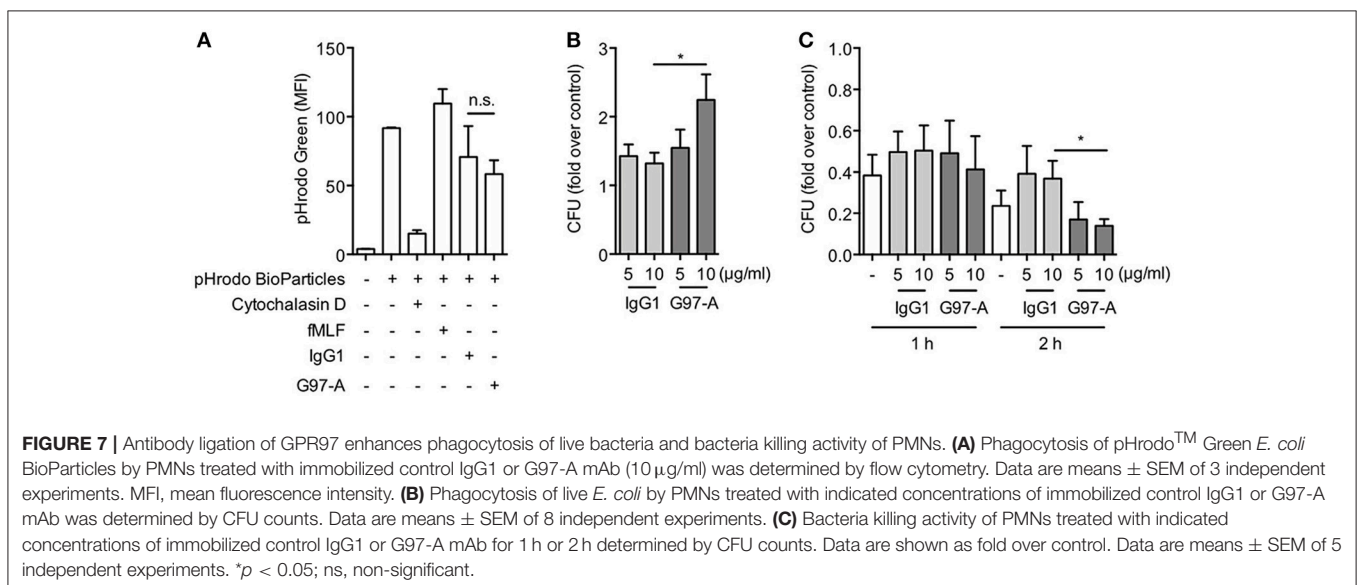 A
150
100
50
0
pHrodo Green (MFI)
n.s.
pHrodo BioParticles - + + + + +
Cytochalasin D - - + - - -
fMLF - - - + - -
IgG1 - - - - + -
G97-A - - - - - +
B
3
2
1
0
CFU (fold over control)
*
5 10 5 10 (µg/ml)
IgG1 G97-A
C
1.0
0.8
0.6
0.4
0.2
0.0
CFU (fold over control)
*
- 5 10 5 10 - 5 10 5 10 (µg/ml)
IgG1 G97-A IgG1 G97-A
1 h 2 h
FIGURE 7 | Antibody ligation of GPR97 enhances phagocytosis of live bacteria and bacteria killing activity of PMNs. (A) Phagocytosis of pHrodo™ Green E. coli
BioParticles by PMNs treated with immobilized control IgG1 or G97-A mAb (10 µg/ml) was determined by flow cytometry. Data are means ± SEM of 3 independent
experiments. MFI, mean fluorescence intensity. (B) Phagocytosis of live E. coli by PMNs treated with indicated concentrations of immobilized control IgG1 or G97-A
mAb was determined by CFU counts. Data are means ± SEM of 8 independent experiments. (C) Bacteria killing activity of PMNs treated with indicated
concentrations of immobilized control IgG1 or G97-A mAb for 1 h or 2 h determined by CFU counts. Data are shown as fold over control. Data are means ± SEM of 5
independent experiments. *p < 0.05; ns, non-significant.